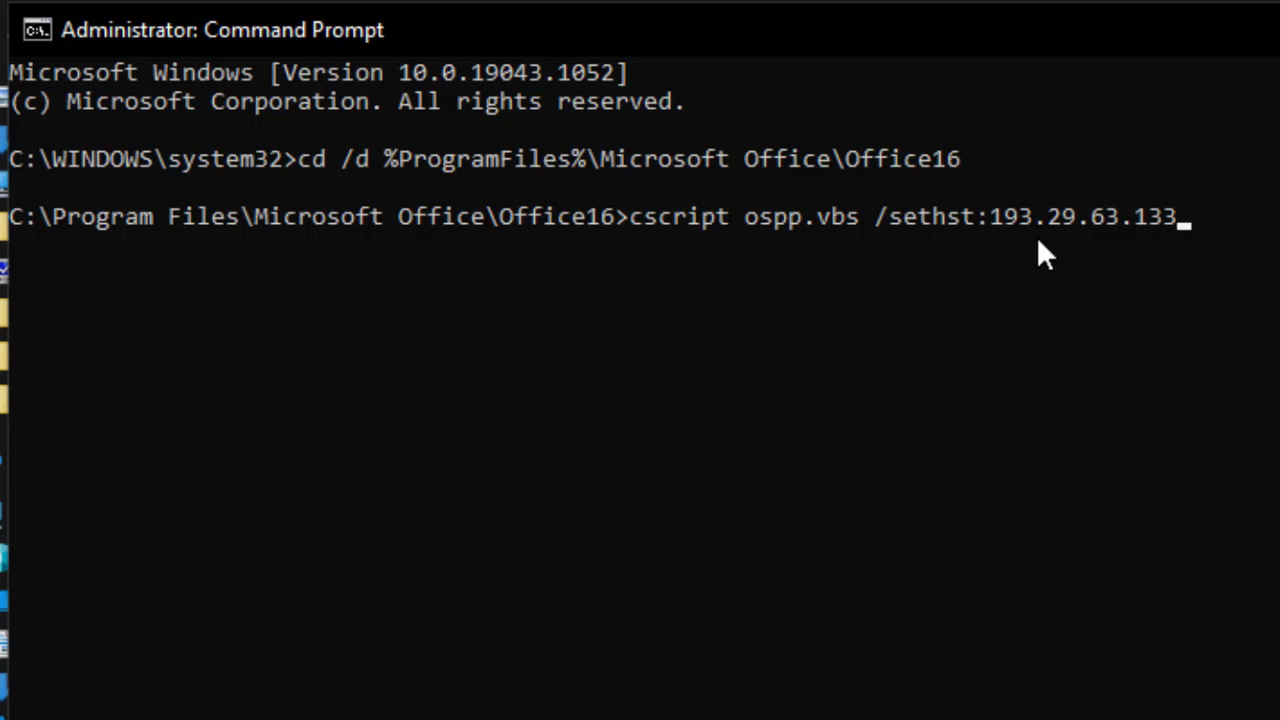 Administrator: Command Prompt
Microsoft Windows [Version 10.0.19043.1052]
(c) Microsoft Corporation. All rights reserved.
C:\WINDOWS\system32>cd /d %ProgramFiles%\Microsoft Office\Office16
C:\Program Files\Microsoft Office\Office16>cscript ospp.vbs /sethst:193.29.63.133